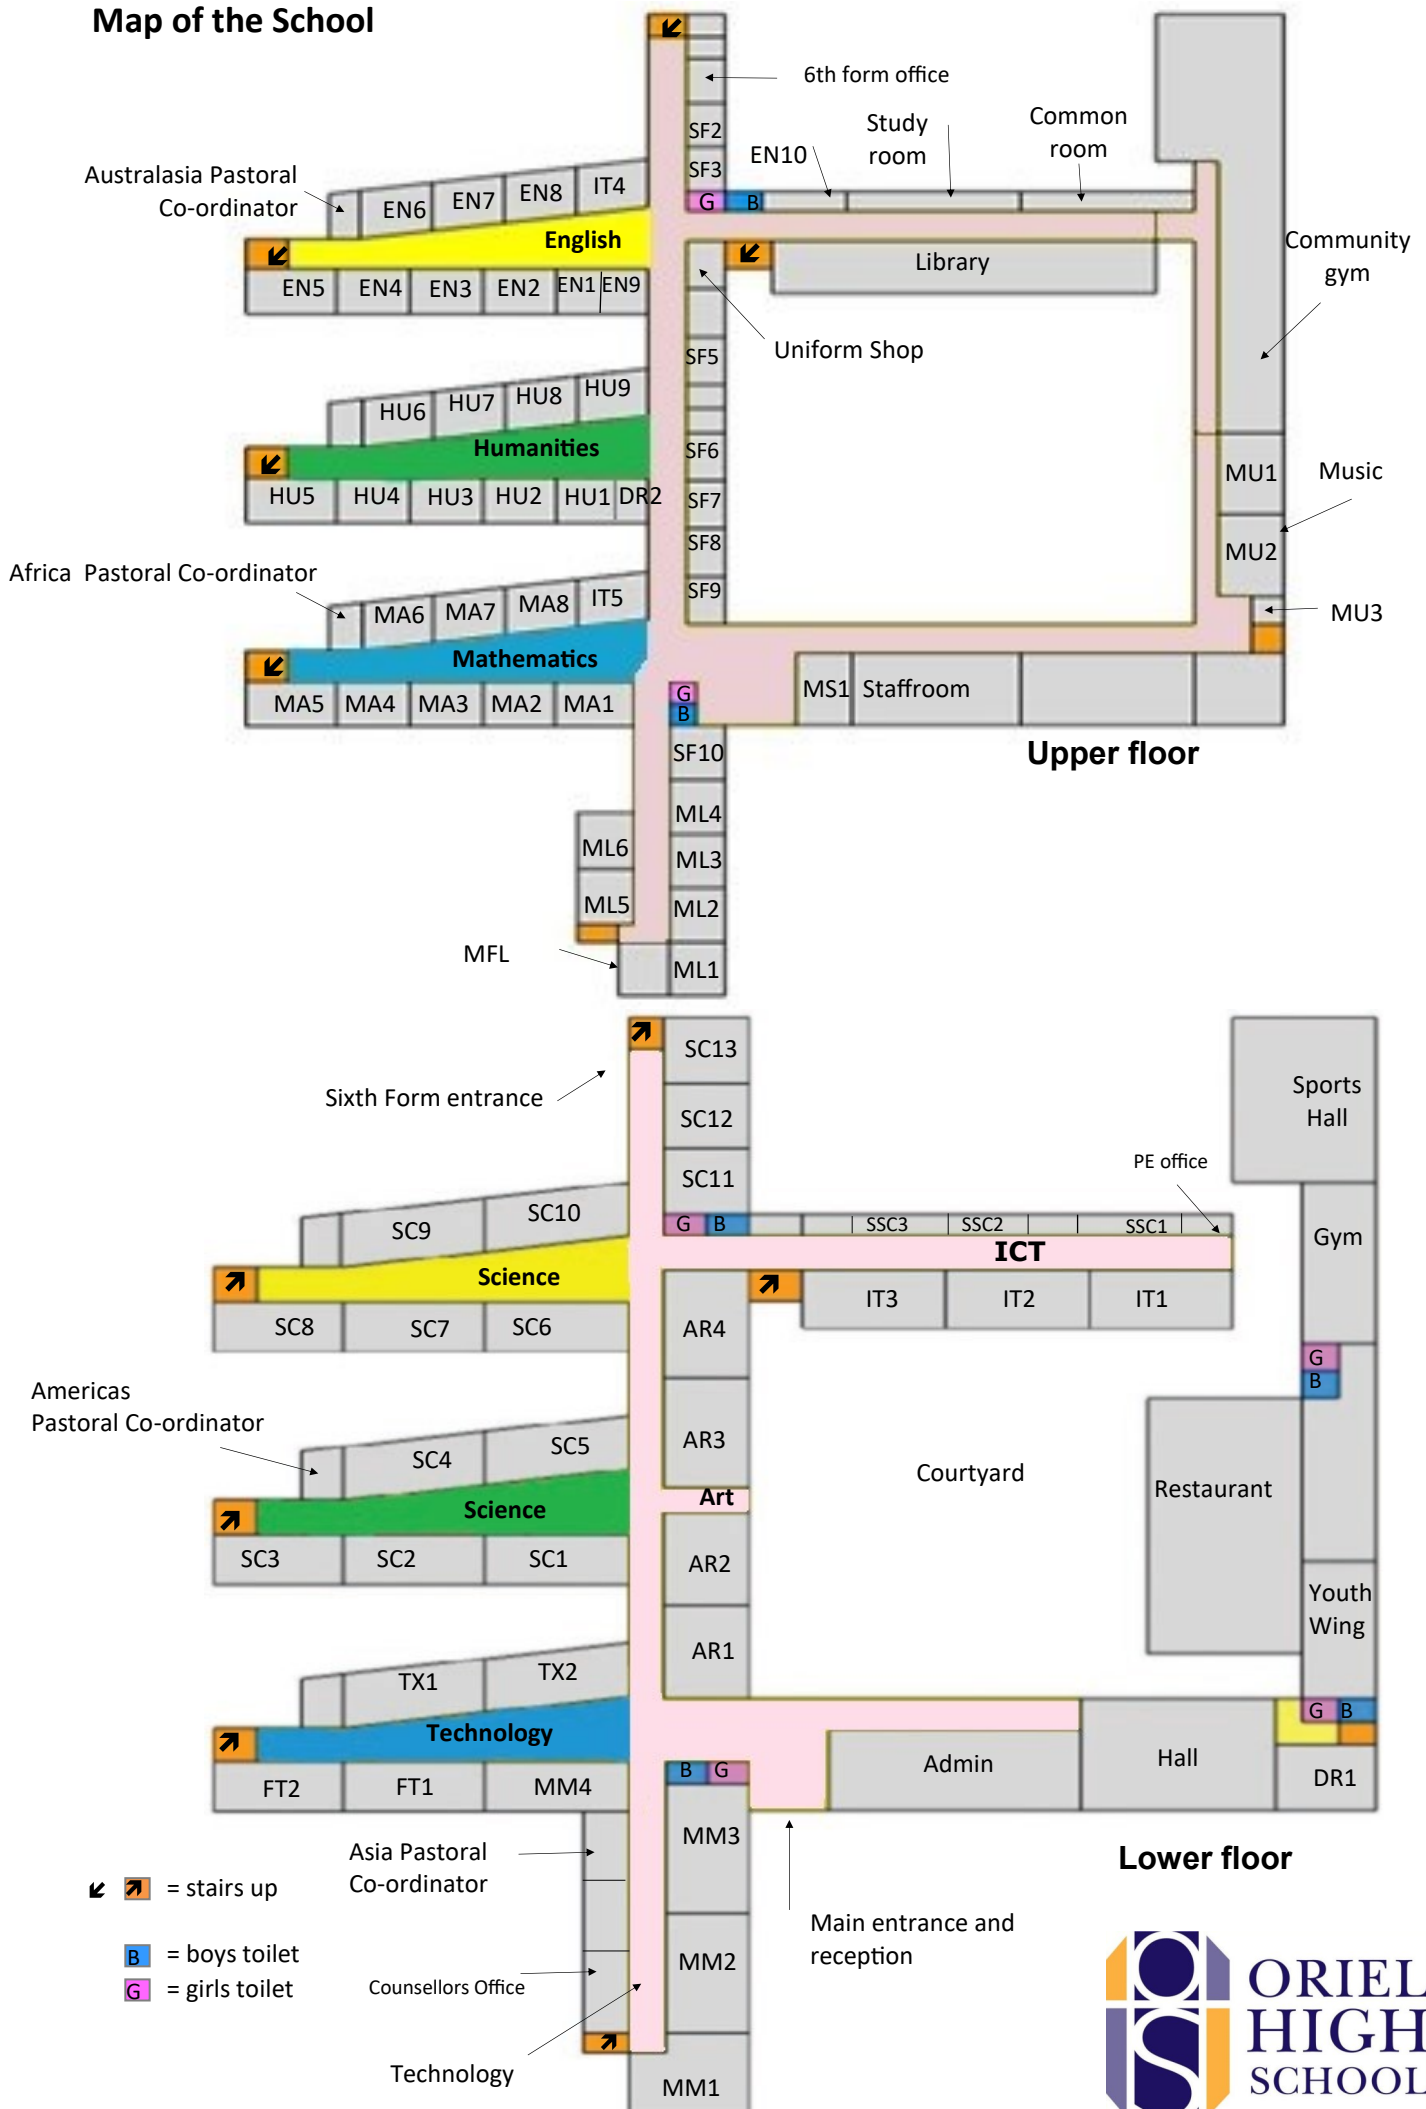 Map of the School
6th form office
SF2
Study
room
Common
room
EN10
SF3
Australasia Pastoral
Co-ordinator
EN6
EN7
EN8
IT4
G
B
English
Library
Community
gym
EN5
EN4
EN3
EN2
EN1
EN9
Uniform Shop
SF5
HU6
HU7
HU8
HU9
Humanities
SF6
MU1
Music
HU5
HU4
HU3
HU2
HU1
DR2
SF7
SF8
MU2
Africa Pastoral Co-ordinator
MA6
MA7
MA8
IT5
SF9
MU3
Mathematics
MA5
MA4
MA3
MA2
MA1
G
B
MS1
Staffroom
SF10
Upper floor
ML4
ML6
ML3
ML5
ML2
MFL
ML1
SC13
Sixth Form entrance
SC12
Sports
Hall
SC11
PE office
SC9
SC10
G
B
SSC3
SSC2
SSC1
Gym
ICT
Science
SC8
SC7
SC6
AR4
IT3
IT2
IT1
G
B
Americas
Pastoral Co-ordinator
SC4
SC5
AR3
Courtyard
Restaurant
Art
Science
SC3
SC2
SC1
AR2
Youth
Wing
AR1
TX1
TX2
G
B
Technology
Admin
Hall
DR1
FT2
FT1
MM4
B
G
MM3
Asia Pastoral
Co-ordinator
Lower floor
= stairs up
Main entrance and
reception
B
= boys toilet
MM2
G
= girls toilet
Counsellors Office
Technology
MM1
ORIEL
HIGH
SCHOOL